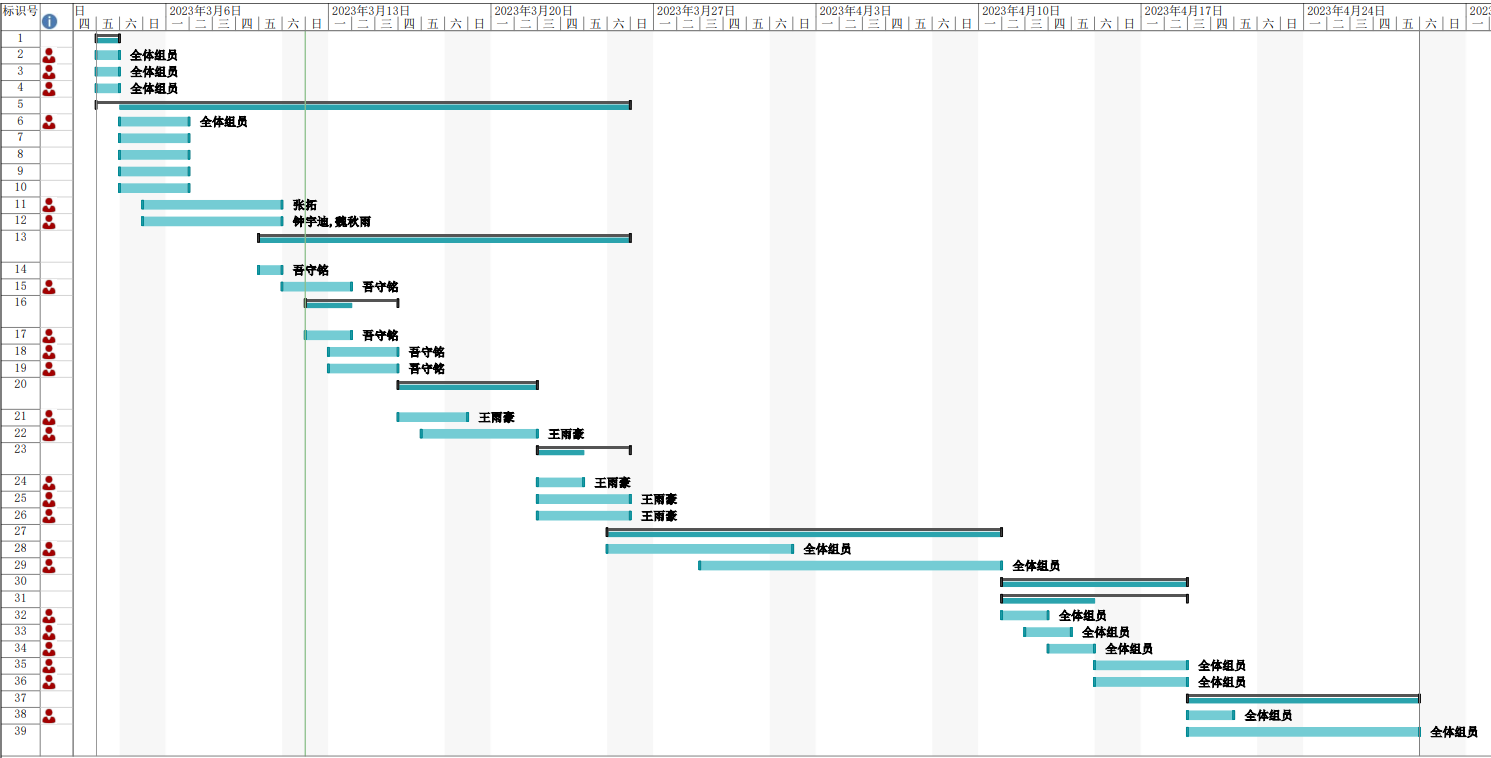 标识号 日 2023年3月6日 2023年3月13日 2023年3月20日 2023年3月27日 2023年4月3日 2023年4月10日 2023年4月17日 2023年4月24日 2023
四 五 六 日 一 二 三 四 五 六 日 一 二 三 四 五 六 日 一 二 三 四 五 六 日 一 二 三 四 五 六 日 一 二 三 四 五 六 日 一 二 三 四 五 六 日 一 二 三 四 五 六 日 一 二 三 四 五 六 日 一
1
2 全体组员
3 全体组员
4 全体组员
5
6 全体组员
7
8
9
10
11 张拓
12 钟宇迪,魏秋雨
13
14 吾守铭
15 吾守铭
16
17 吾守铭
18 吾守铭
19 吾守铭
20
21 王雨豪
22 王雨豪
23
24 王雨豪
25 王雨豪
26 王雨豪
27
28 全体组员
29 全体组员
30
31
32 全体组员
33 全体组员
34 全体组员
35 全体组员
36 全体组员
37
38 全体组员
39 全体组员